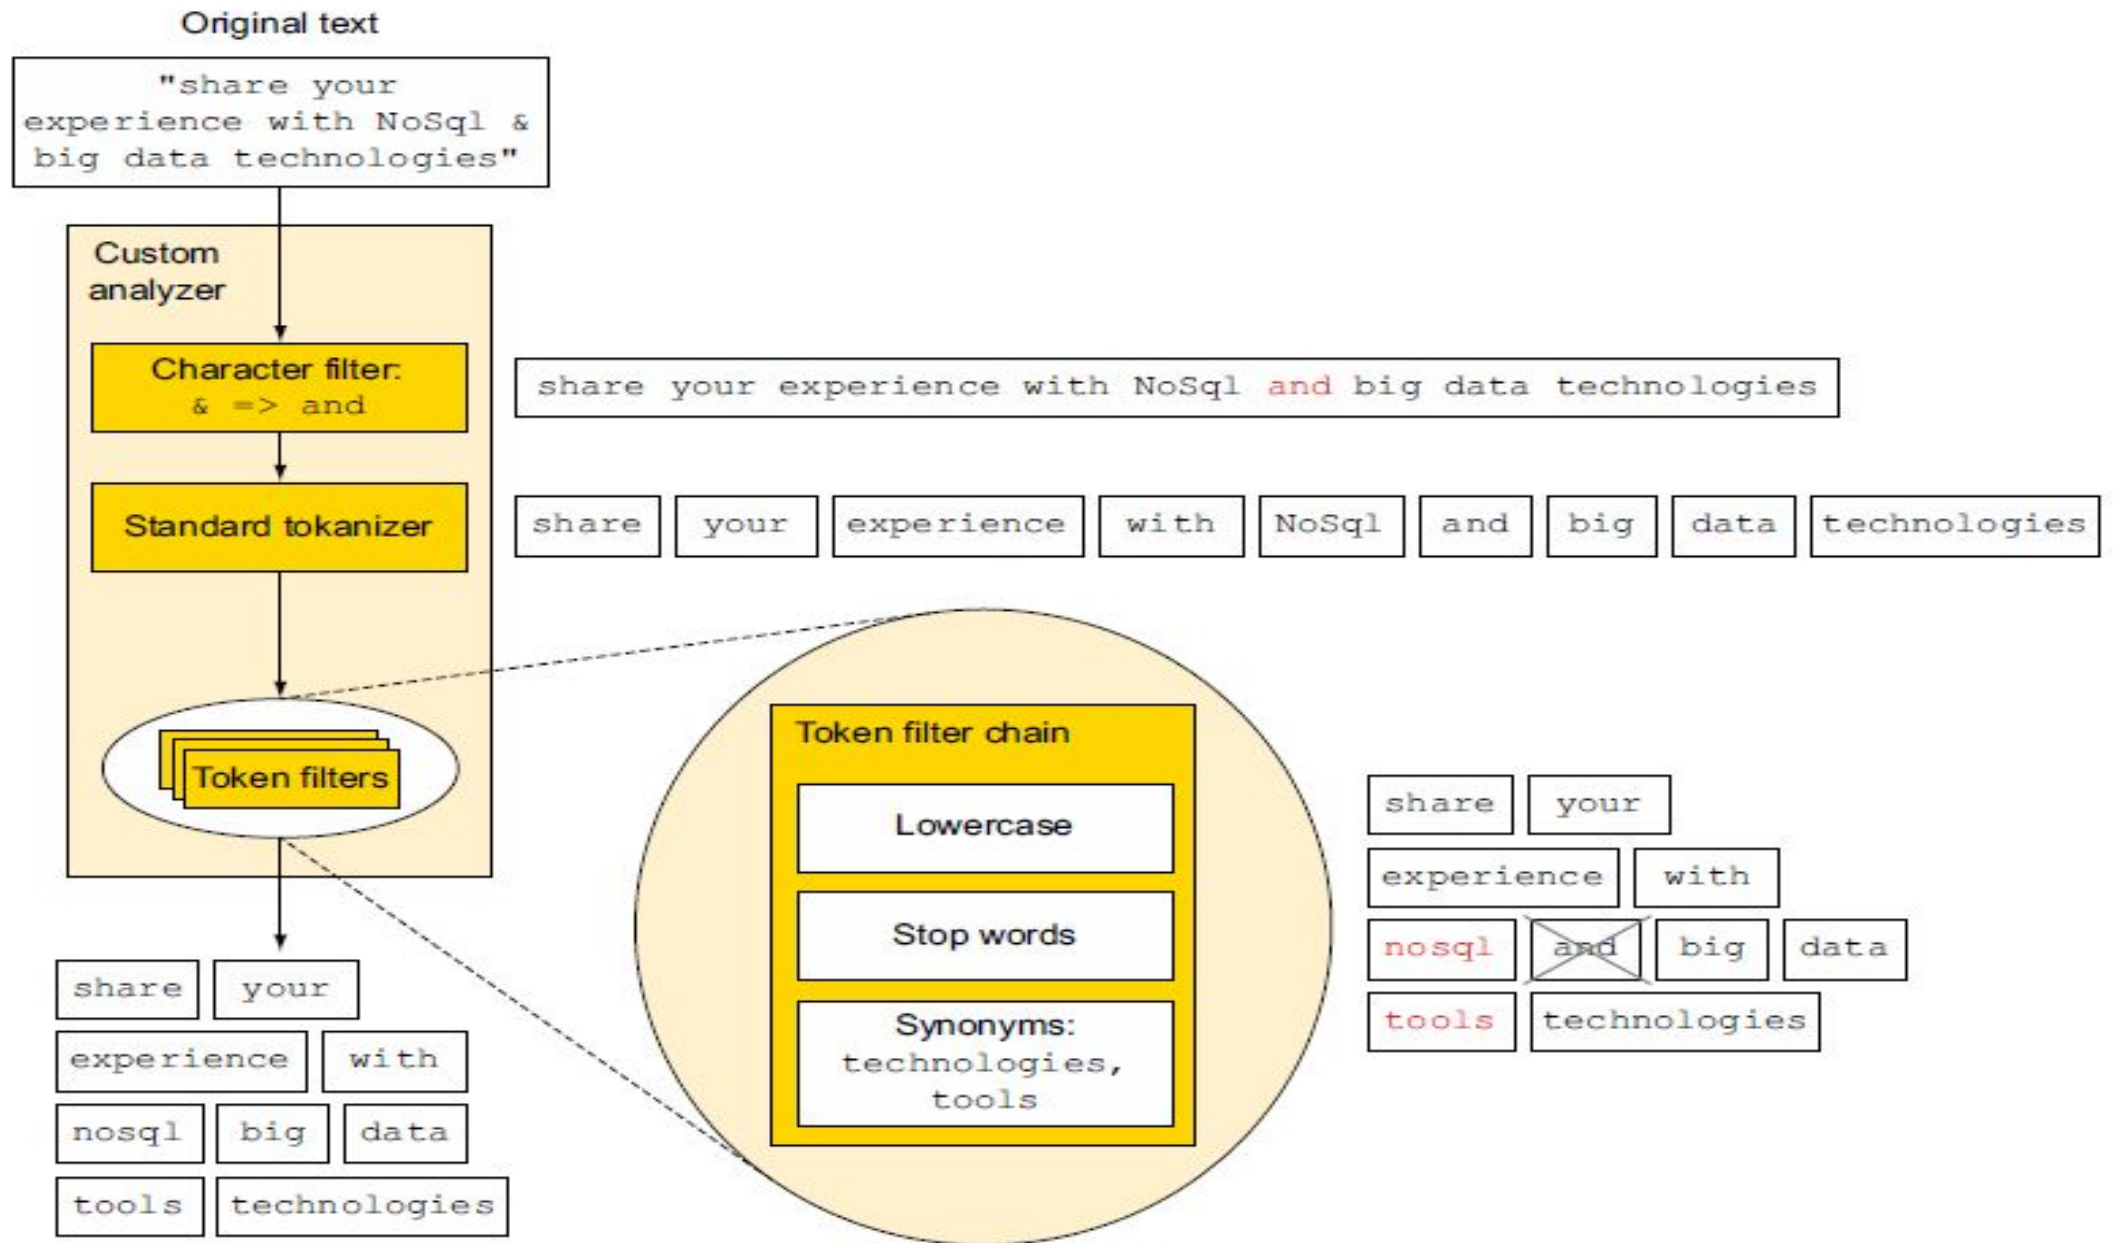 Original text
"share your
experience with NoSql &
big data technologies"
Custom
analyzer
Character filter:
& => and
share your experience with NoSql and big data technologies
Standard tokanizer
share your experience with NoSql and big data technologies
Token filters
Token filter chain
Lowercase
Stop words
Synonyms:
technologies,
tools
share your
experience with
nosql and big data
tools technologies
share your
experience with
nosql big data
tools technologies